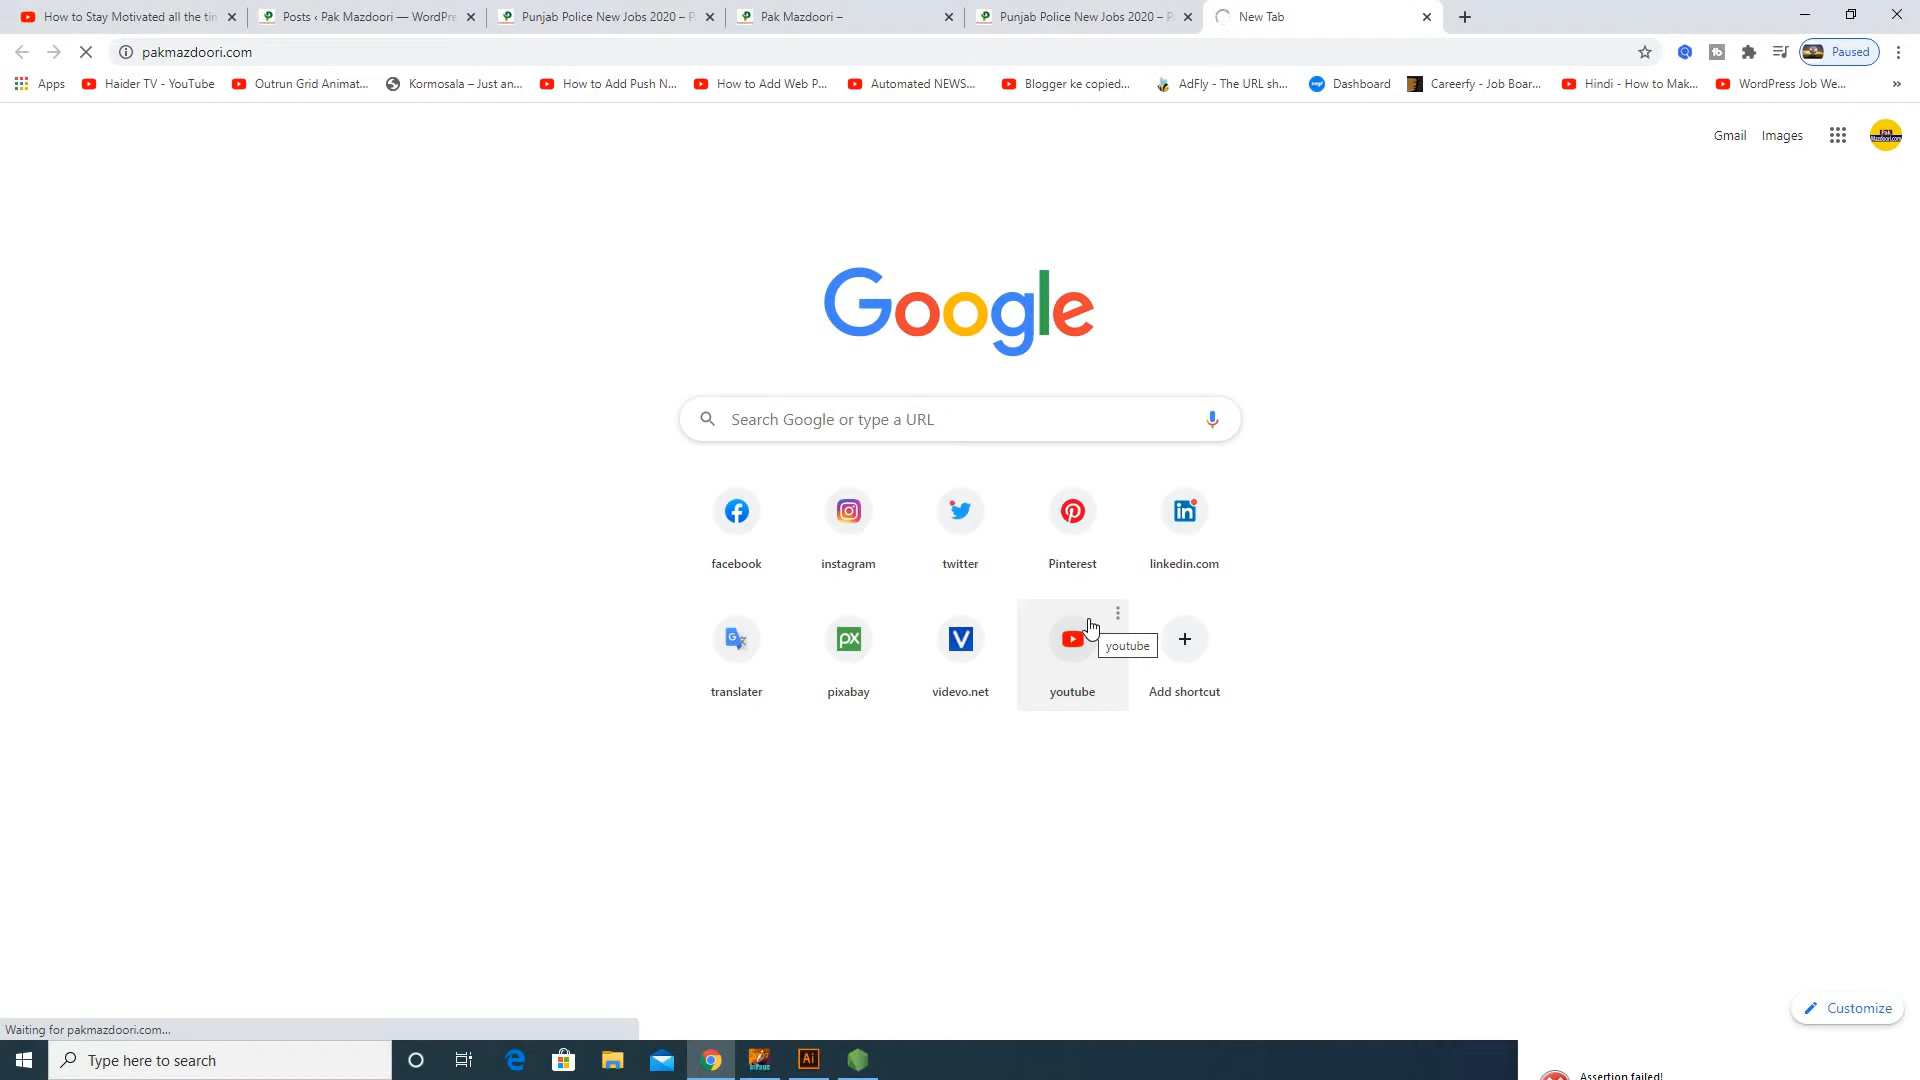 How to Stay Motivated all the tin
Posts ‹ Pak Mazdoori — WordPre
Punjab Police New Jobs 2020 – P
Pak Mazdoori –
Punjab Police New Jobs 2020 – P
New Tab
pakmazdoori.com
Paused
Apps
Haider TV - YouTube
Outrun Grid Animat...
Kormosala – Just an...
How to Add Push N...
How to Add Web P...
Automated NEWS...
Blogger ke copied...
AdFly - The URL sh...
Dashboard
Careerfy - Job Boar...
Hindi - How to Mak...
WordPress Job We...
»
Gmail
Images
Google
Search Google or type a URL
facebook
instagram
twitter
Pinterest
linkedin.com
youtube
translater
pixabay
videvo.net
youtube
Add shortcut
Customize
Waiting for pakmazdoori.com...
Type here to search
Ai
Assertion failed!